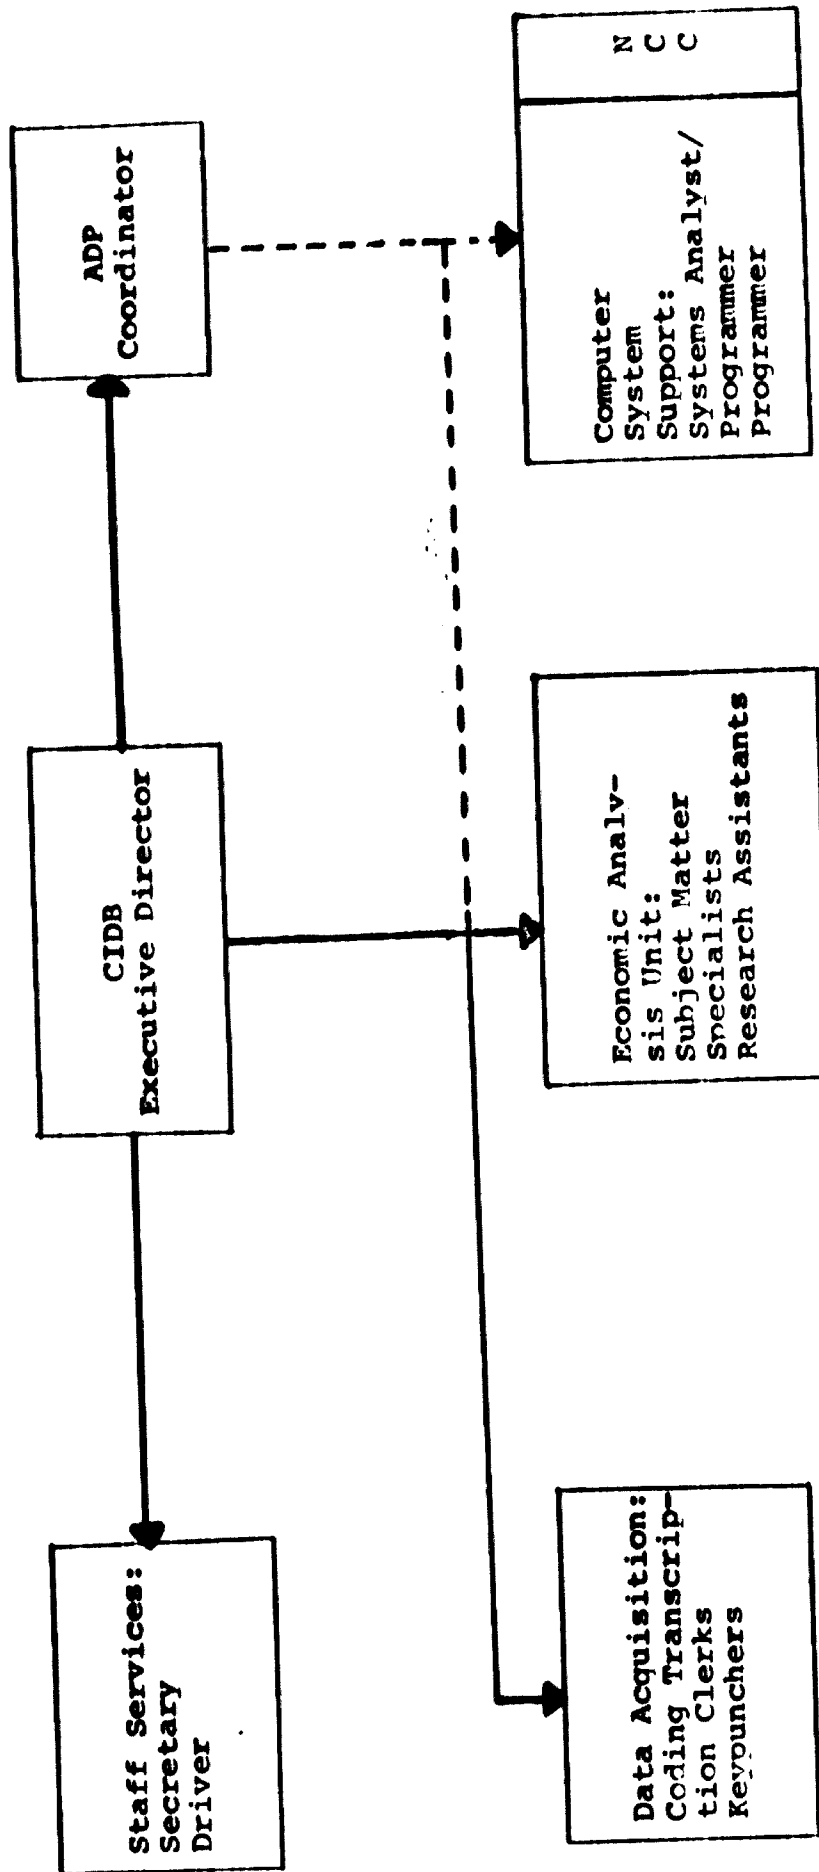 Staff Services:
Secretary
Driver
CIDB
Executive Director
ADP
Coordinator
Data Acquisition:
Coding Transcrip-
tion Clerks
Keypunchers
Economic Analy-
sis Unit:
Subject Matter
Specialists
Research Assistants
Computer
System
Support:
Systems Analyst/
Programmer
Programmer
N
C
C